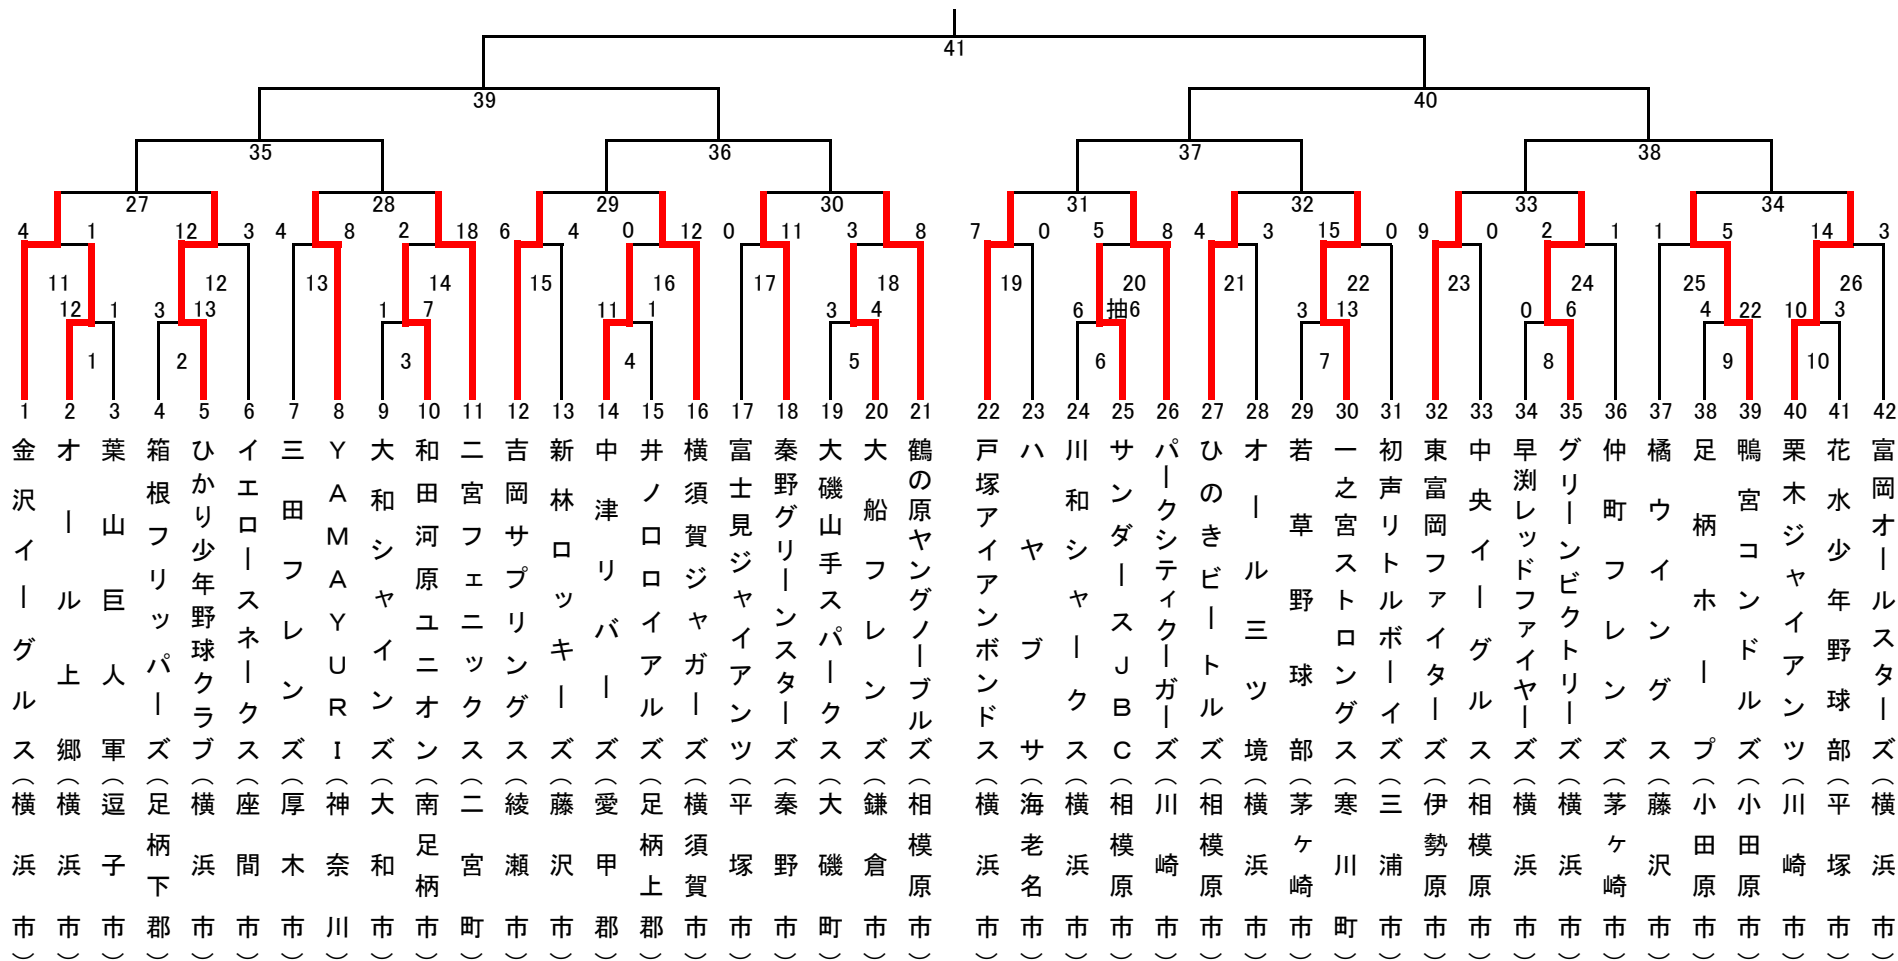 41
39 40
35 36 37 38
27 28 29 30 31 32 33 34
4 1 12 3 4 8 2 18 6 4 0 12 0 11 3 8 7 0 5 8 4 3 15 0 9 0 2 1 1 5 14 3
11 12 13 14 15 16 17 18 19 20 21 22 23 24 25 26
12 1 3 13 1 7 11 1 3 4 6 抽6 3 13 0 6 4 22 10 3
1 2 3 4 5 6 7 8 9 10
1 2 3 4 5 6 7 8 9 10 11 12 13 14 15 16 17 18 19 20 21 22 23 24 25 26 27 28 29 30 31 32 33 34 35 36 37 38 39 40 41 42
金沢イーグルス(横浜市)
オール上郷(横浜市)
葉山巨人軍(逗子市)
箱根フリッパーズ(足柄下郡)
ひかり少年野球クラブ(横浜市)
イエロースネークス(座間市)
三田フレンズ(厚木市)
YAMAYURI(神奈川)
大和シャインズ(大和市)
和田河原ユニオン(南足柄市)
二宮フェニックス(二宮町)
吉岡サプリングス(綾瀬市)
新林ロッキーズ(藤沢市)
中津リバーズ(愛甲郡)
井ノロロイアルズ(足柄上郡)
横須賀ジャガーズ(横須賀市)
富士見ジャイアンツ(平塚市)
秦野グリーンスターズ(秦野市)
大磯山手スパークス(大磯町)
大船フレンズ(鎌倉市)
鶴の原ヤングノーブルズ(相模原市)
戸塚アイアンボンドス(横浜市)
ハヤブサ(海老名市)
川和シャークス(横浜市)
サンダースJBC(相模原市)
パークシティクーガーズ(川崎市)
ひのきビートルズ(相模原市)
オール三ツ境(横浜市)
若草野球部(茅ヶ崎市)
一之宮ストロングス(寒川町)
初声リトルボーイズ(三浦市)
東富岡ファイターズ(伊勢原市)
中央イーグルス(相模原市)
早渕レッドファイヤーズ(横浜市)
グリーンビクトリーズ(横浜市)
仲町フレンズ(茅ヶ崎市)
橘ウイングス(藤沢市)
足柄ホープ(小田原市)
鴨宮コンドルズ(小田原市)
栗木ジャイアンツ(川崎市)
花水少年野球部(平塚市)
富岡オールスターズ(横浜市)